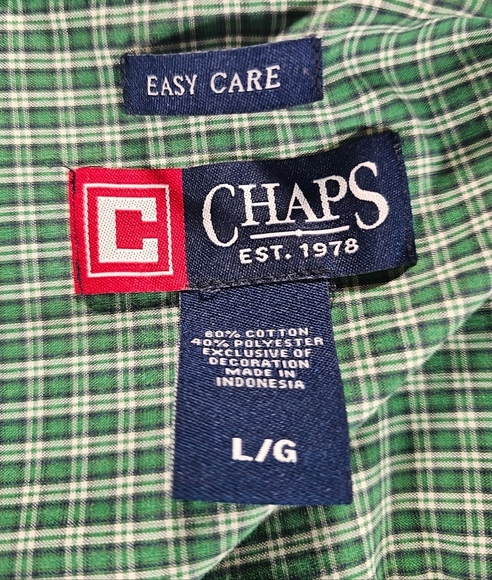 EASY CARE
C
CHAPS
EST. 1978
60% COTTON
40% POLYESTER
EXCLUSIVE OF
DECORATION
MADE IN
INDONESIA
L/G